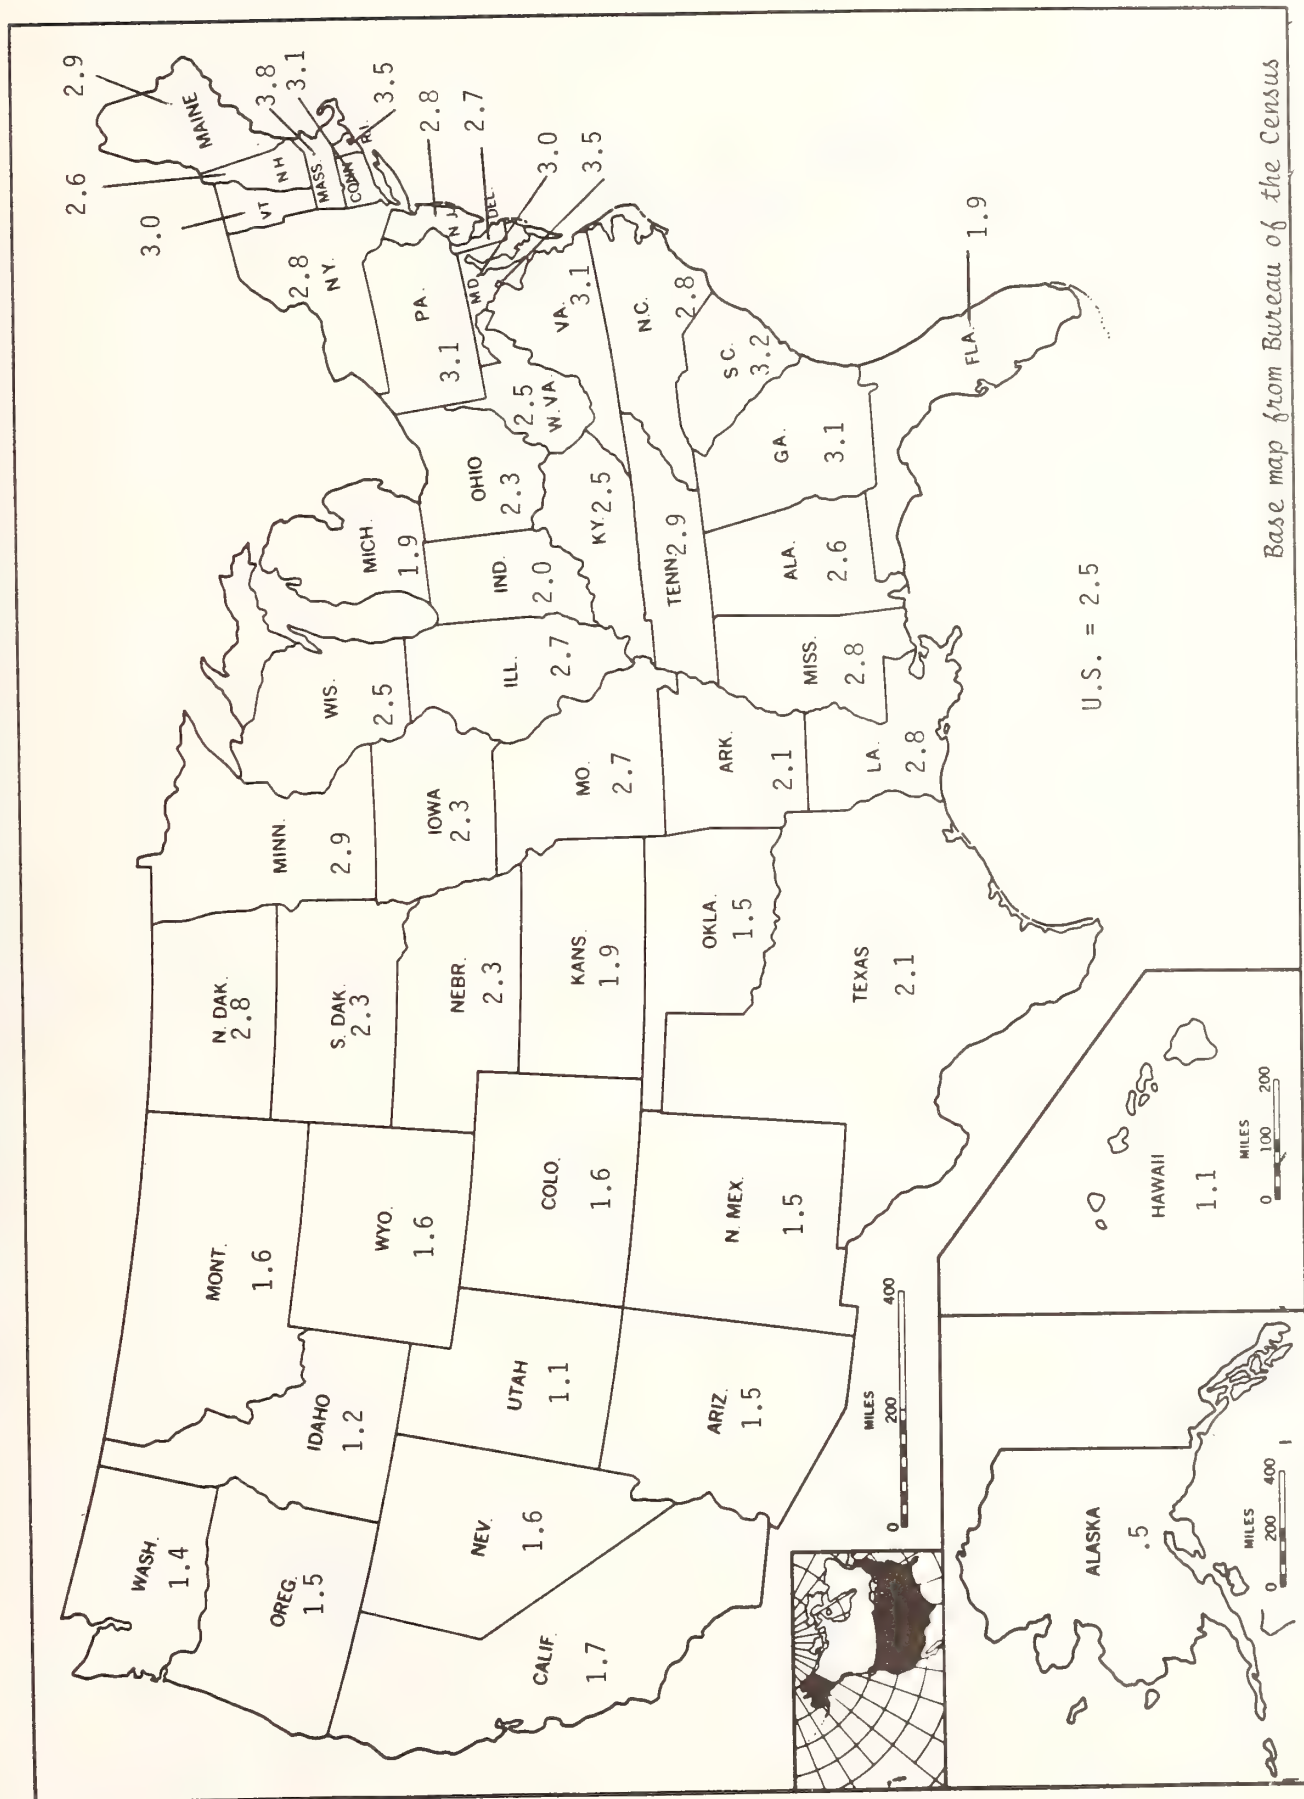 WASH.
1.4
OREG.
1.5
CALIF.
1.7
NEV.
1.6
IDAHO
1.2
MONT.
1.6
WYO.
1.6
UTAH
1.1
ARIZ.
1.5
COLO.
1.6
N. MEX.
1.5
N. DAK.
2.8
S. DAK.
2.3
NEBR.
2.3
KANS.
1.9
OKLA.
1.5
TEXAS
2.1
MINN.
2.9
IOWA
2.3
MO.
2.7
ARK.
2.1
LA.
2.8
WIS.
2.5
ILL.
2.7
MISS.
2.8
MICH.
1.9
IND.
2.0
OHIO
2.3
KY. 2.5
TENN. 2.9
ALA.
2.6
GA.
3.1
FLA.
1.9
S.C.
3.2
N.C.
2.8
VA.
3.1
2.5
W. VA.
PA.
3.1
2.8
N.Y.
VT
3.0
NH
2.6
MAINE
2.9
MASS.
3.8
CONN
3.1
R.I.
3.5
N.J.
2.8
DEL.
2.7
MD.
3.0
3.5
U.S. = 2.5
MILES
0 200 400
ALASKA
.5
MILES
0 200 400
HAWAII
1.1
MILES
0 100 200
Base map from Bureau of the Census